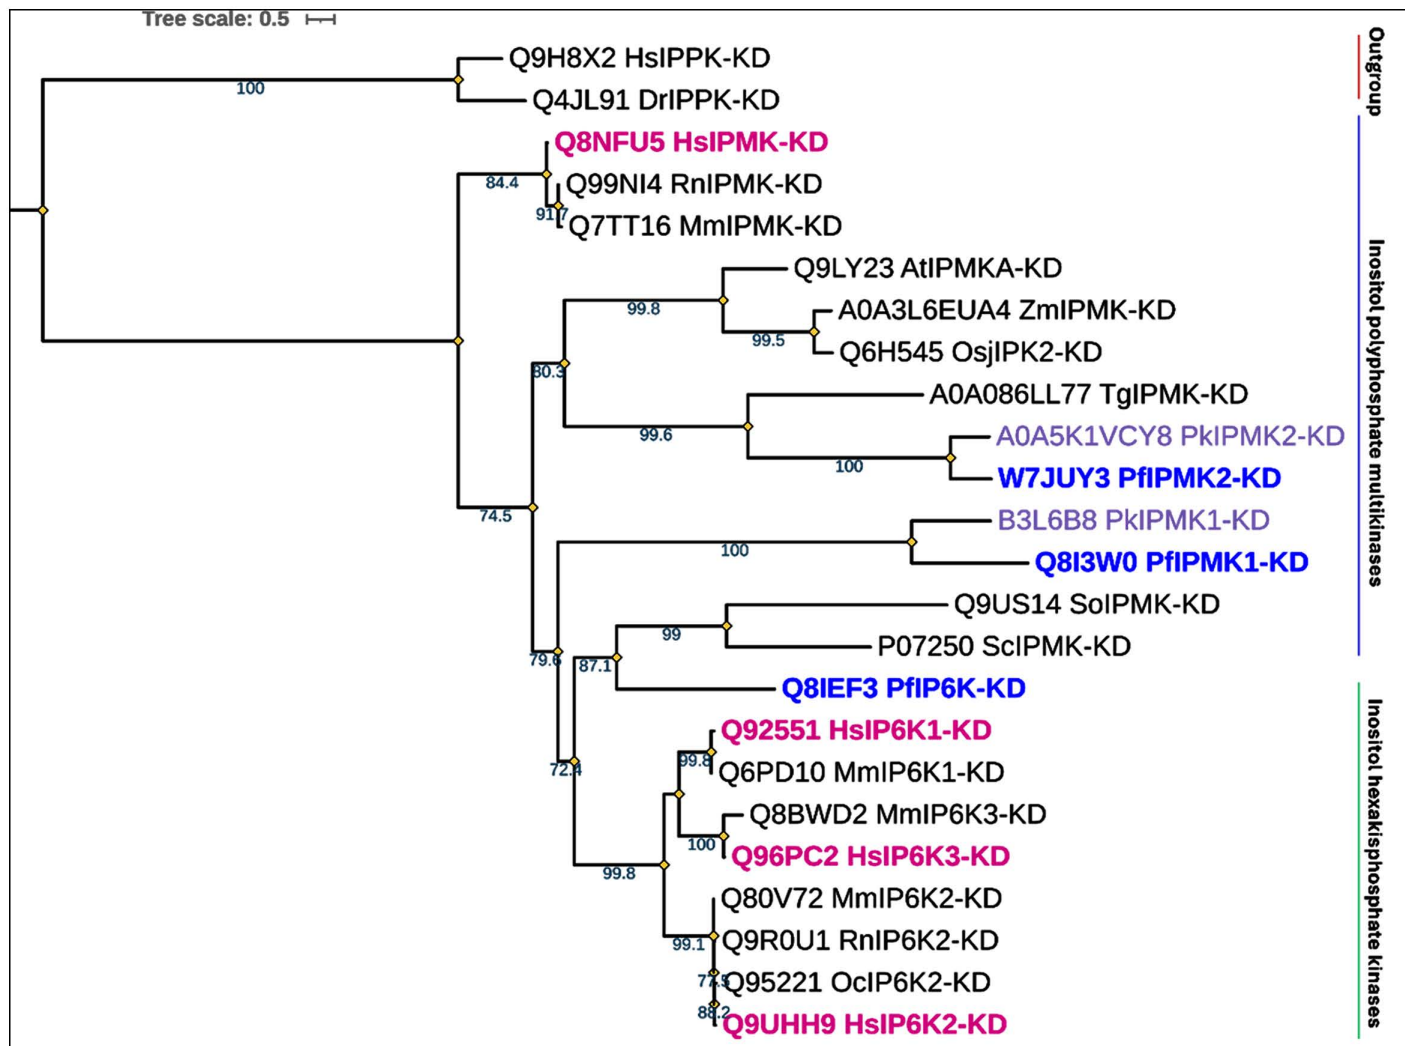 Tree scale: 0.5
Q9H8X2 HsIPPK-KD
100
Q4JL91 DrIPPK-KD
Outgroup
Q8NFU5 HsIPMK-KD
84.4
Q99NI4 RnIPMK-KD
91.7
Q7TT16 MmIPMK-KD
Q9LY23 AtIPMKA-KD
99.8
A0A3L6EUA4 ZmIPMK-KD
99.5
Q6H545 OsjIPK2-KD
80.3
A0A086LL77 TgIPMK-KD
99.6
A0A5K1VCY8 PkIPMK2-KD
100
W7JUY3 PfIPMK2-KD
74.5
B3L6B8 PkIPMK1-KD
100
Q8I3W0 PfIPMK1-KD
Q9US14 SoIPMK-KD
99
P07250 ScIPMK-KD
79.6
87.1
Inositol polyphosphate multikinases
Q8IEF3 PfIP6K-KD
Q92551 HsIP6K1-KD
99.8
72.4
Q6PD10 MmIP6K1-KD
Q8BWD2 MmIP6K3-KD
100
Q96PC2 HsIP6K3-KD
99.8
Q80V72 MmIP6K2-KD
99.1
Q9R0U1 RnIP6K2-KD
77.5
Q95221 OcIP6K2-KD
88.2
Q9UHH9 HsIP6K2-KD
Inositol hexakisphosphate kinases